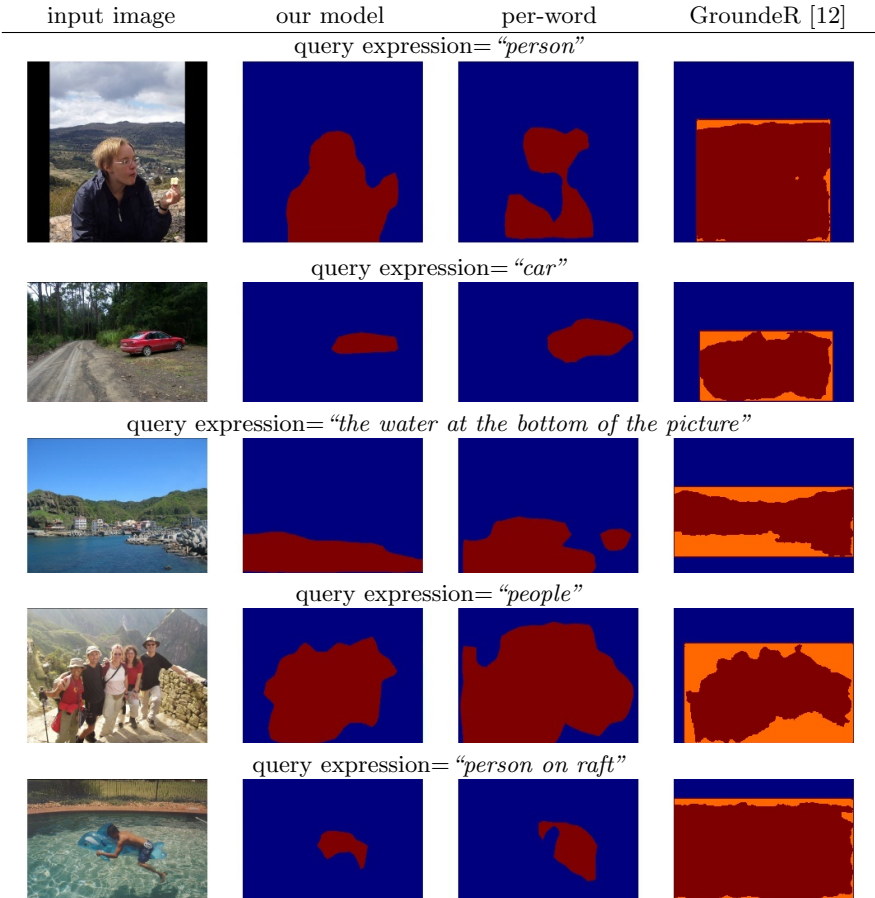 input image our model per-word GroundeR [12]
query expression=“person”
query expression=“car”
query expression=“the water at the bottom of the picture”
query expression=“people”
query expression=“person on raft”